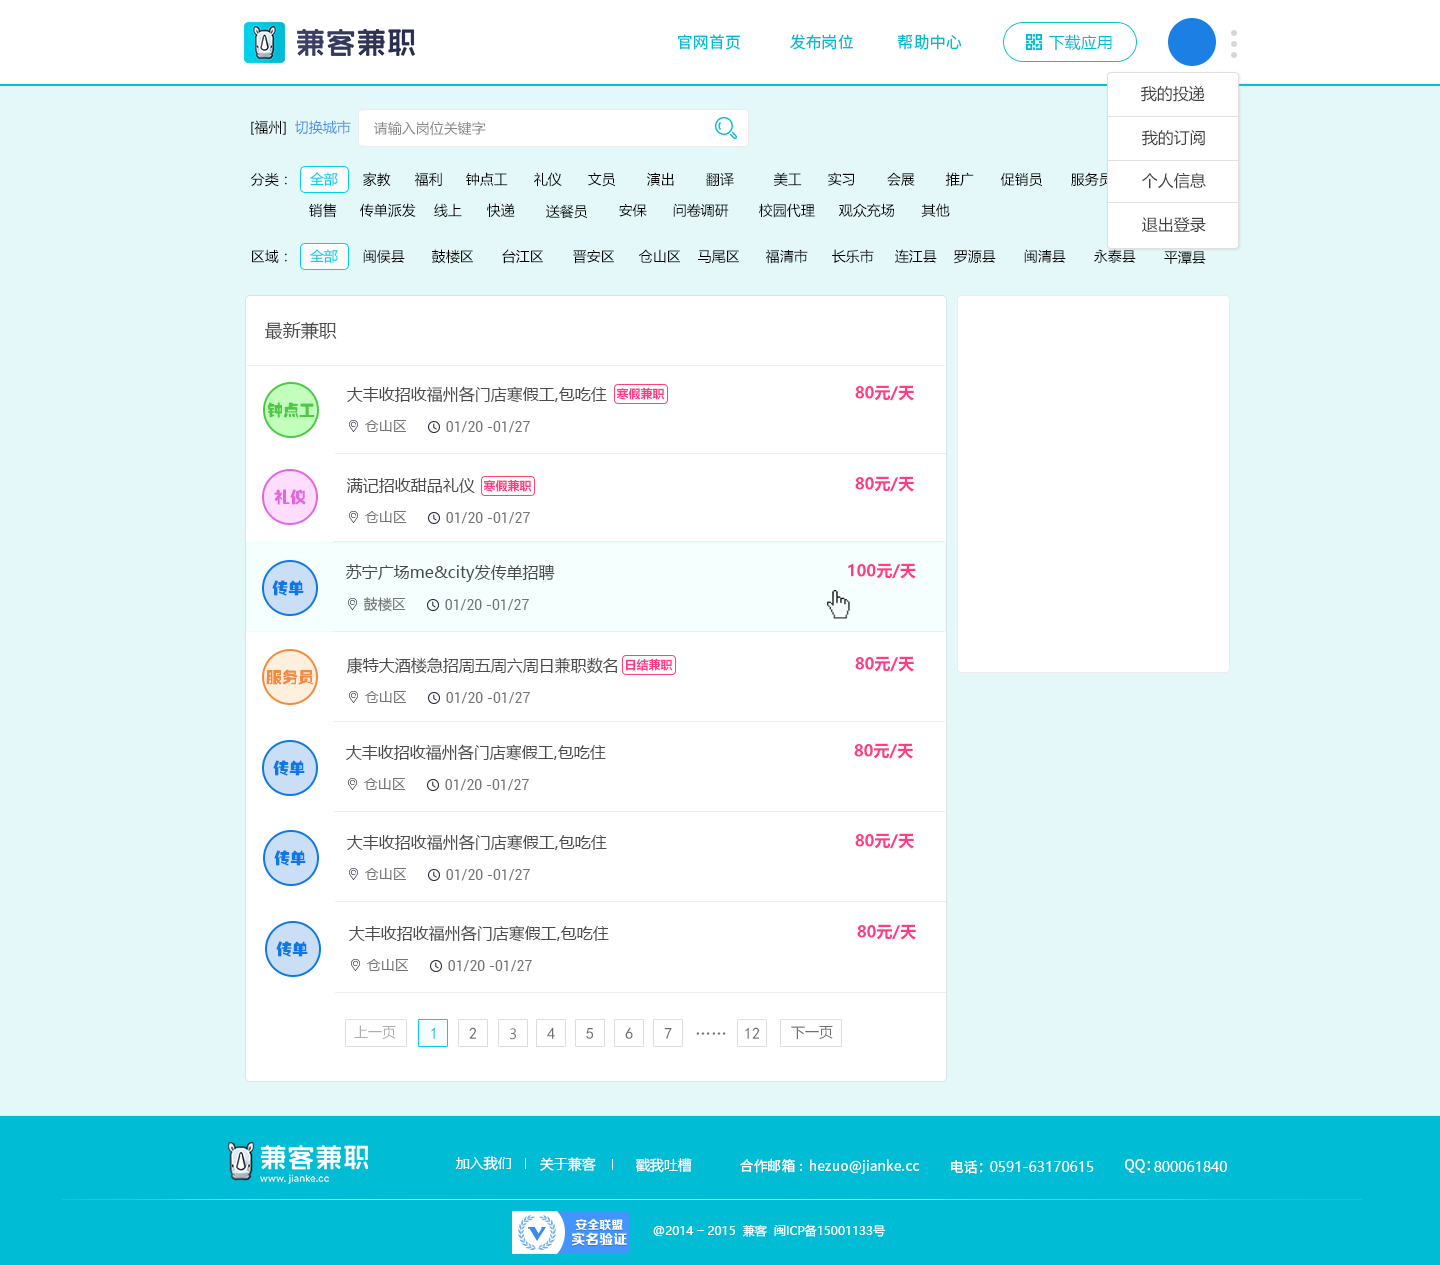 兼客兼职 官网首页 发布岗位 帮助中心 下载应用
我的投递
我的订阅
个人信息
退出登录
[福州] 切换城市 请输入岗位关键字
分类： 全部 家教 福利 钟点工 礼仪 文员 演出 翻译 美工 实习 会展 推广 促销员 服务员
销售 传单派发 线上 快递 送餐员 安保 问卷调研 校园代理 观众充场 其他
区域： 全部 闽侯县 鼓楼区 台江区 晋安区 仓山区 马尾区 福清市 长乐市 连江县 罗源县 闽清县 永泰县 平潭县
最新兼职
钟点工 大丰收招收福州各门店寒假工,包吃住 寒假兼职 80元/天
仓山区 01/20 -01/27
礼仪 满记招收甜品礼仪 寒假兼职 80元/天
仓山区 01/20 -01/27
传单 苏宁广场me&city发传单招聘 100元/天
鼓楼区 01/20 -01/27
服务员 康特大酒楼急招周五周六周日兼职数名 日结兼职 80元/天
仓山区 01/20 -01/27
传单 大丰收招收福州各门店寒假工,包吃住 80元/天
仓山区 01/20 -01/27
传单 大丰收招收福州各门店寒假工,包吃住 80元/天
仓山区 01/20 -01/27
传单 大丰收招收福州各门店寒假工,包吃住 80元/天
仓山区 01/20 -01/27
上一页 1 2 3 4 5 6 7 …… 12 下一页
兼客兼职 www.jianke.cc 加入我们 | 关于兼客 | 戳我吐槽 合作邮箱：hezuo@jianke.cc 电话：0591-63170615 QQ：800061840
安全联盟
实名验证
@2014 – 2015 兼客 闽ICP备15001133号